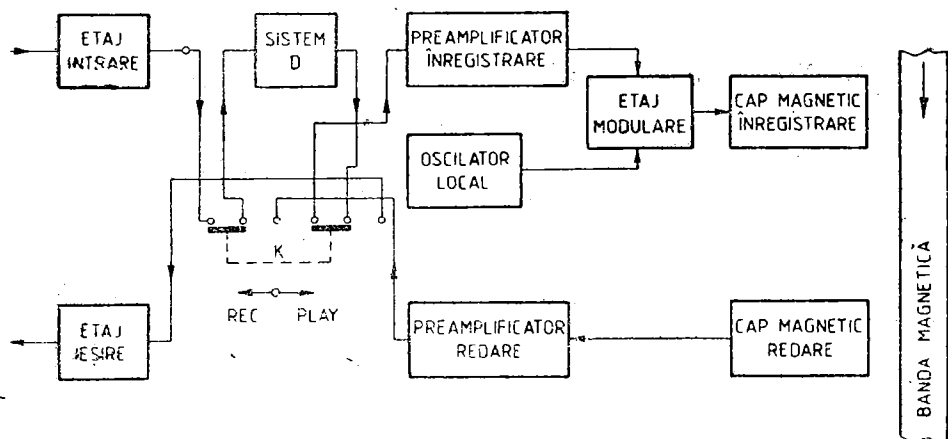 ETAJ
INTRARE
SISTEM
D
PREAMPLIFICATOR
ÎNREGISTRARE
ETAJ
MODULARE
CAP MAGNETIC
ÎNREGISTRARE
OSCILATOR
LOCAL
K
REC PLAY
ETAJ
IEȘIRE
PREAMPLIFICATOR
REDARE
CAP MAGNETIC
REDARE
BANDA MAGNETICĂ